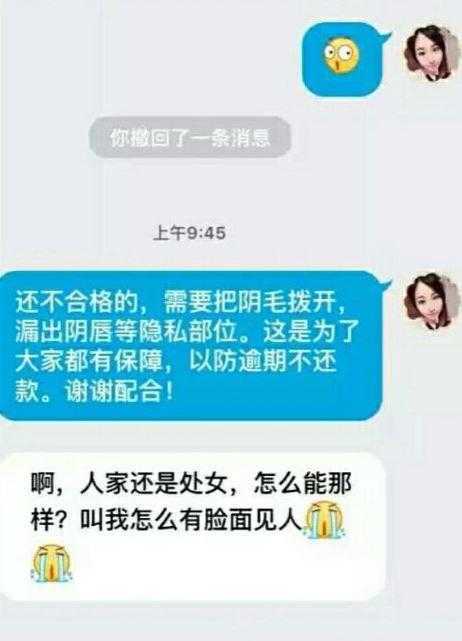 你撤回了一条消息
上午9:45
还不合格的，需要把阴毛拨开，
漏出阴唇等隐私部位。这是为了
大家都有保障，以防逾期不还
款。谢谢配合！
啊，人家还是处女，怎么能那
样？叫我怎么有脸面见人